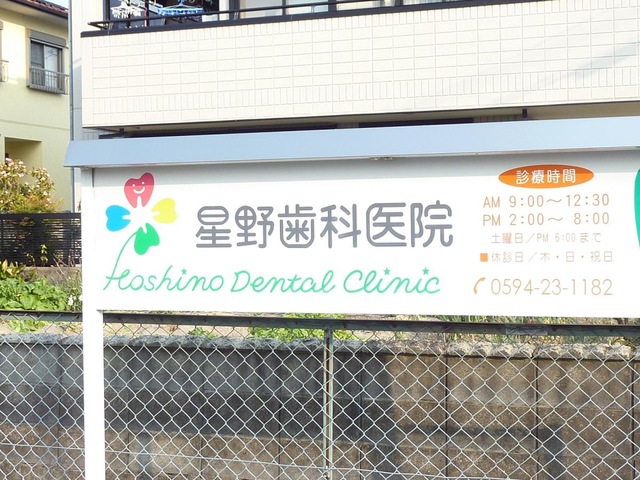 星野歯科医院
Hoshino Dental Clinic
診療時間
AM 9:00〜12:30
PM 2:00〜 8:00
土曜日／PM 6:00まで
■休診日／木・日・祝日
0594-23-1182